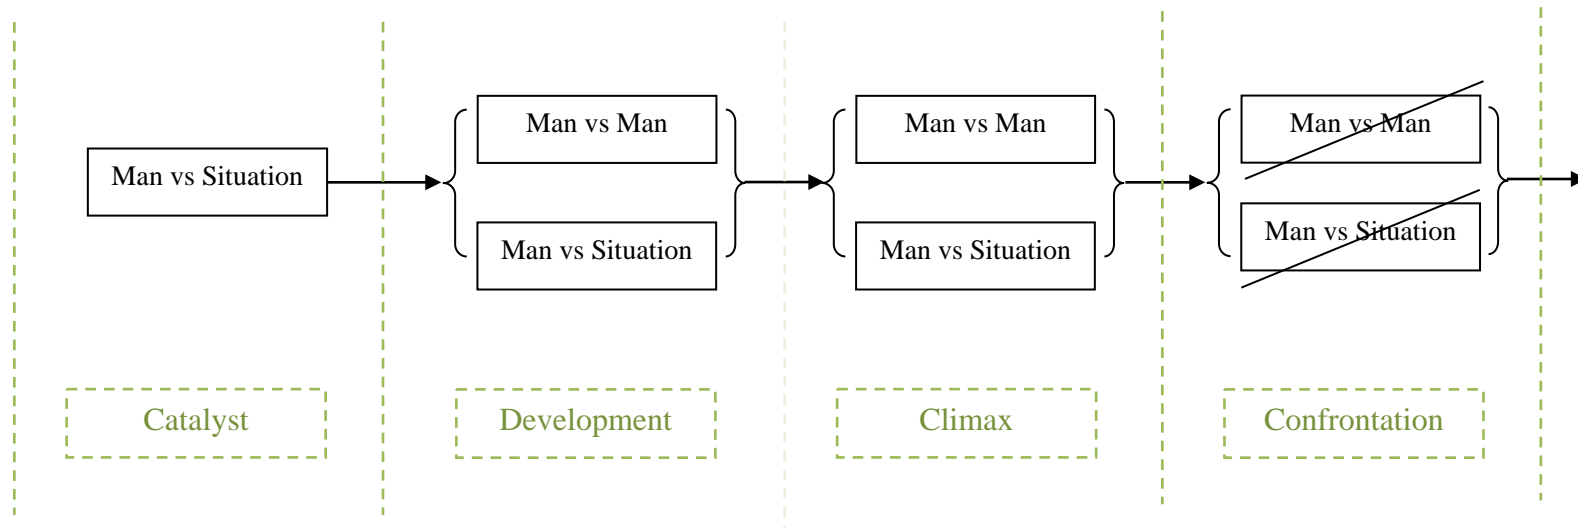 Man vs Situation
Man vs Man
Man vs Situation
Man vs Man
Man vs Situation
Man vs Man
Man vs Situation
Catalyst
Development
Climax
Confrontation